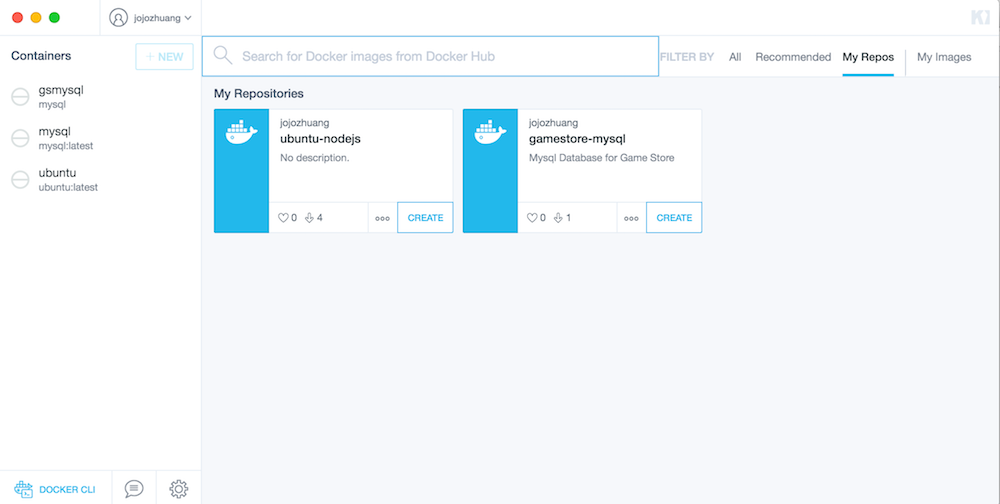 jojozhuang
Containers
+ NEW
gsmysql
mysql
mysql
mysql:latest
ubuntu
ubuntu:latest
DOCKER CLI
Search for Docker images from Docker Hub
FILTER BY All Recommended My Repos My Images
My Repositories
jojozhuang
ubuntu-nodejs
No description.
0 4 CREATE
jojozhuang
gamestore-mysql
Mysql Database for Game Store
0 1 CREATE